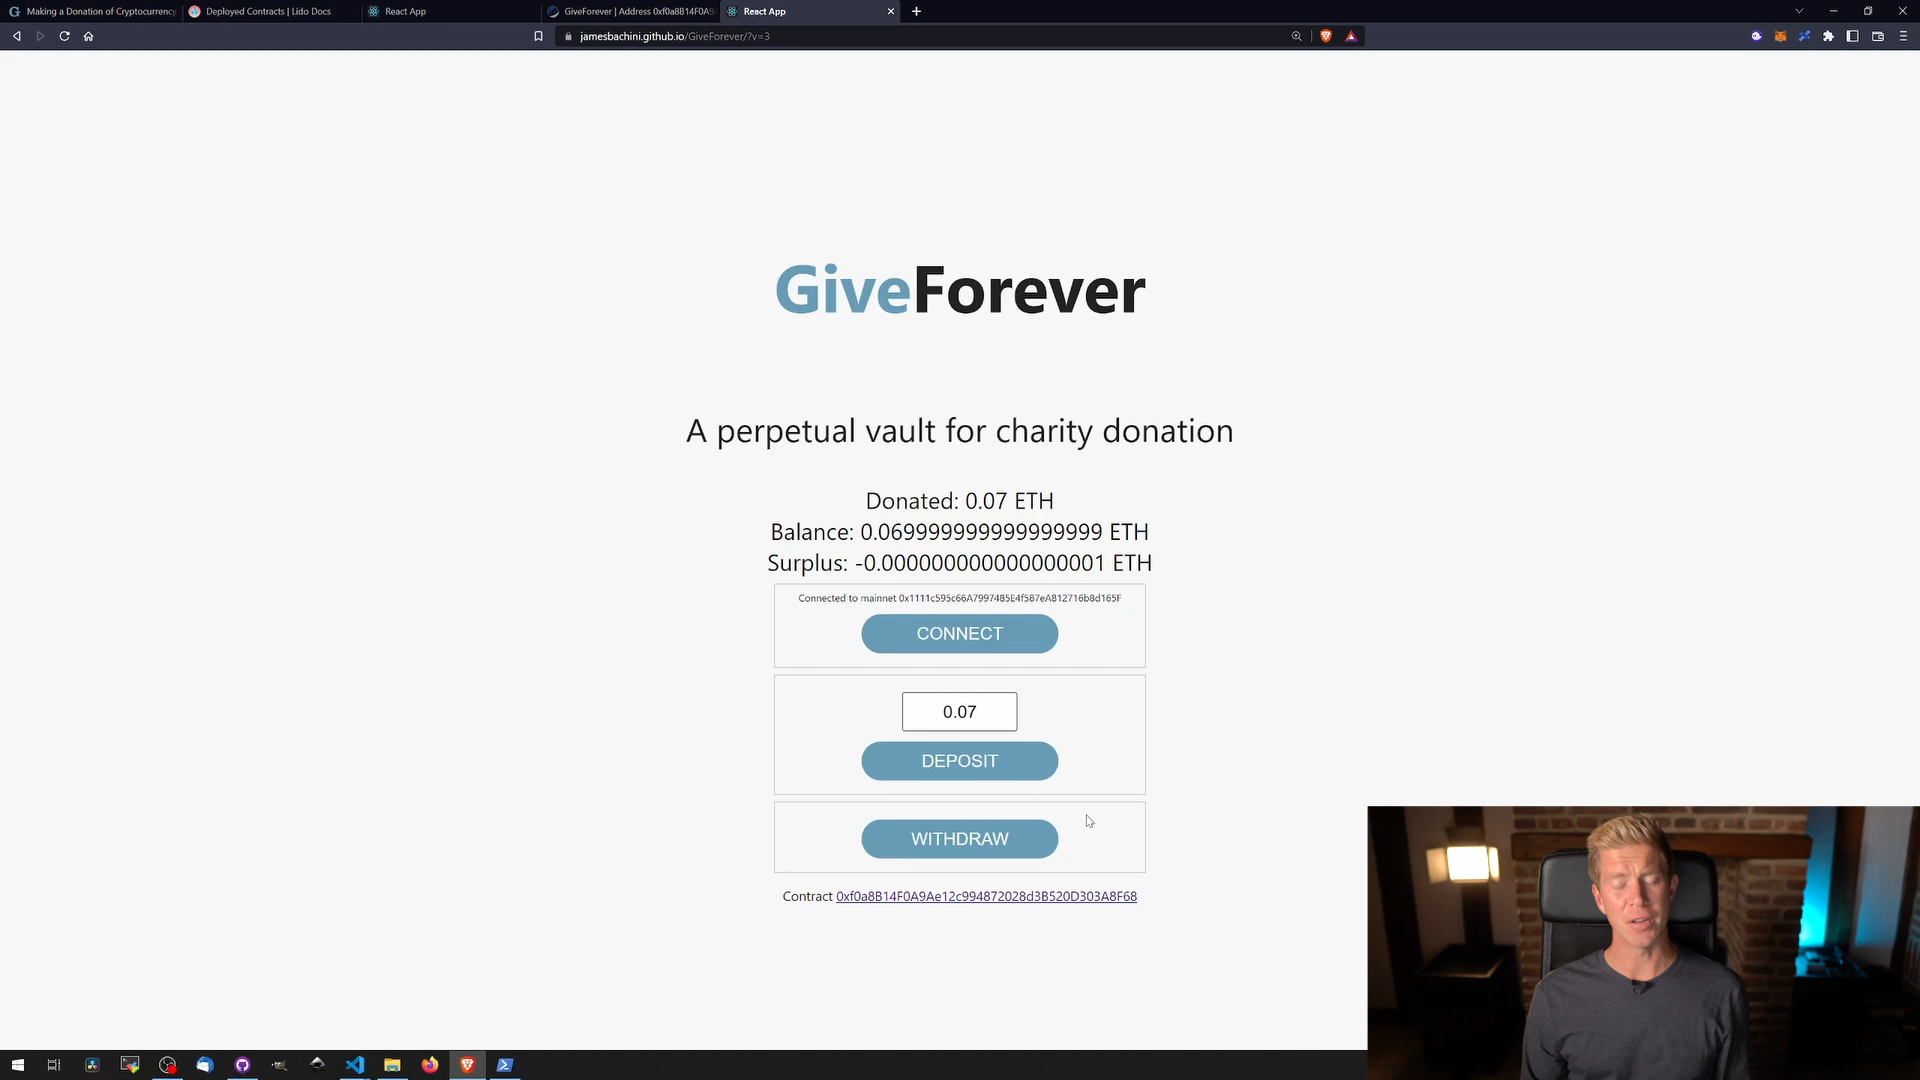 Making a Donation of Cryptocurrency
Deployed Contracts | Lido Docs
React App
GiveForever | Address 0xf0a8B14F0A9
React App
jamesbachini.github.io/GiveForever/?v=3
GiveForever
A perpetual vault for charity donation
Donated: 0.07 ETH
Balance: 0.069999999999999999 ETH
Surplus: -0.000000000000000001 ETH
Connected to mainnet 0x1111c595c66A7997485E4f587eA812716b8d165F
CONNECT
0.07
DEPOSIT
WITHDRAW
Contract 0xf0a8B14F0A9Ae12c994872028d3B520D303A8F68